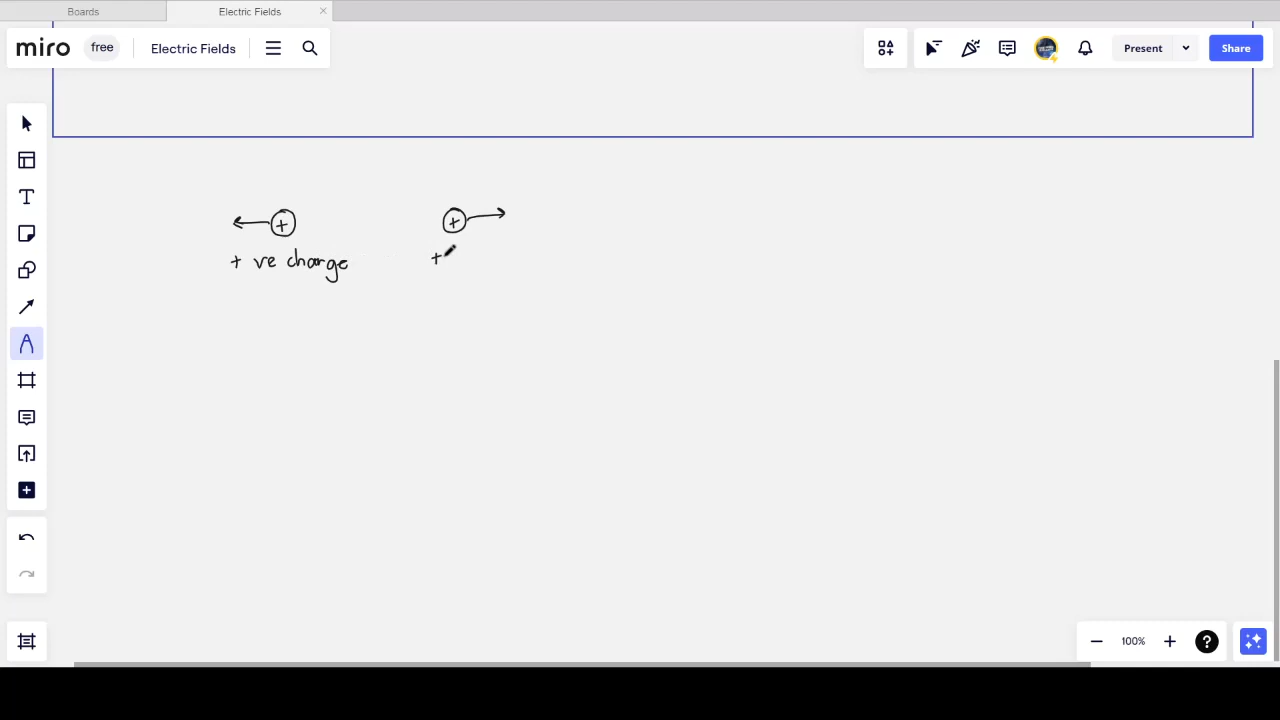 Boards
Electric Fields
miro free Electric Fields
Present
Share
+ +
+ ve charge +
100%
?